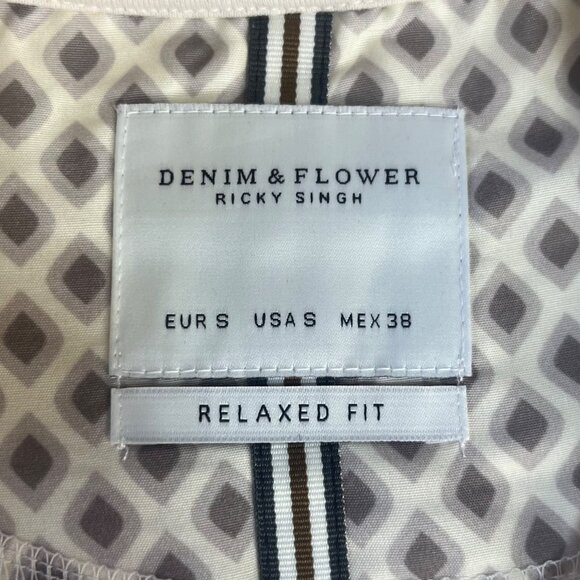 DENIM & FLOWER
RICKY SINGH
EUR S USA S MEX 38
RELAXED FIT